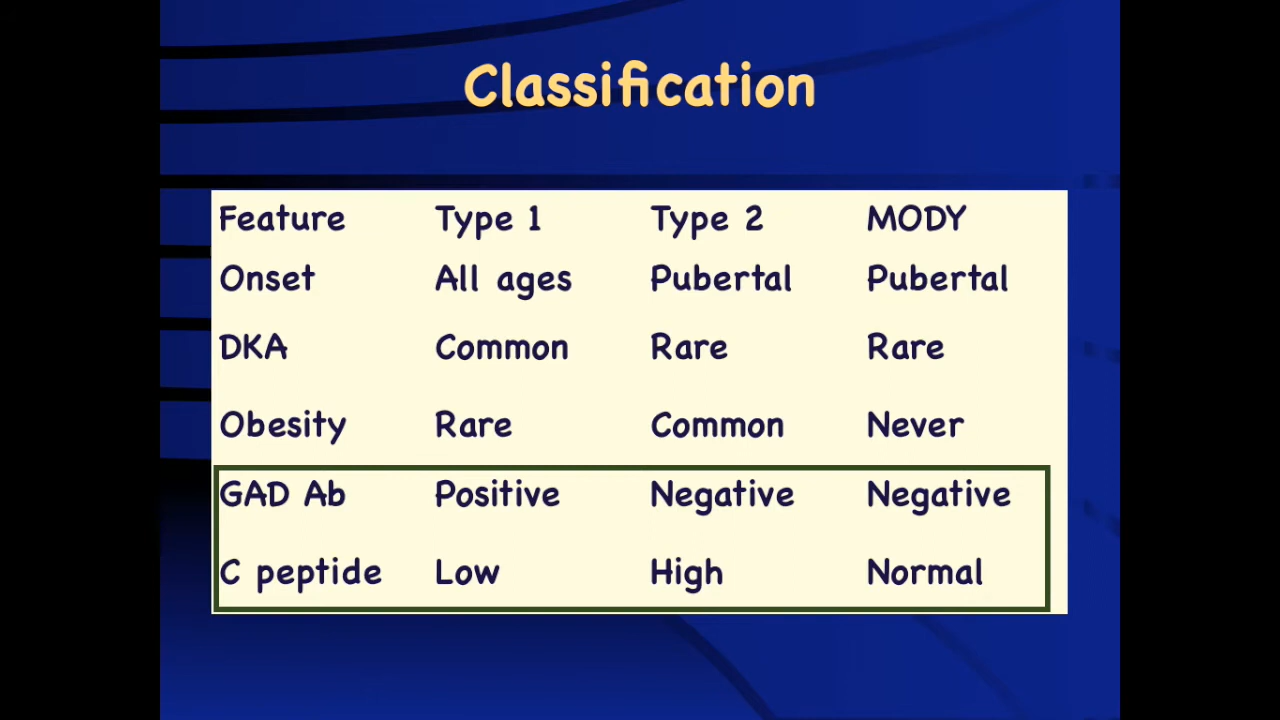 Classification
Feature Type 1 Type 2 MODY
Onset All ages Pubertal Pubertal
DKA Common Rare Rare
Obesity Rare Common Never
GAD Ab Positive Negative Negative
C peptide Low High Normal